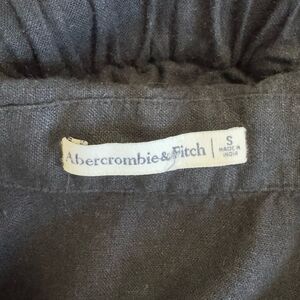 Abercrombie & Fitch
S
MADE IN
INDIA